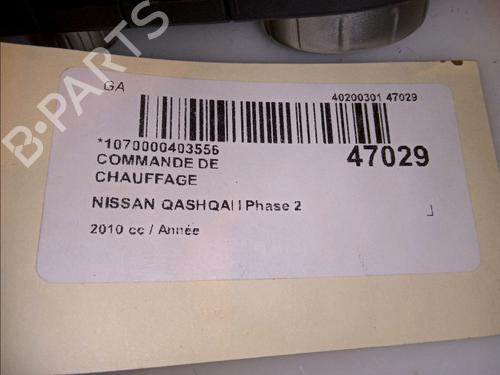 B-PARTS
GA
40200301 47029
*1070000403556
47029
COMMANDE DE
CHAUFFAGE
NISSAN QASHQAI I Phase 2
2010 cc / Année